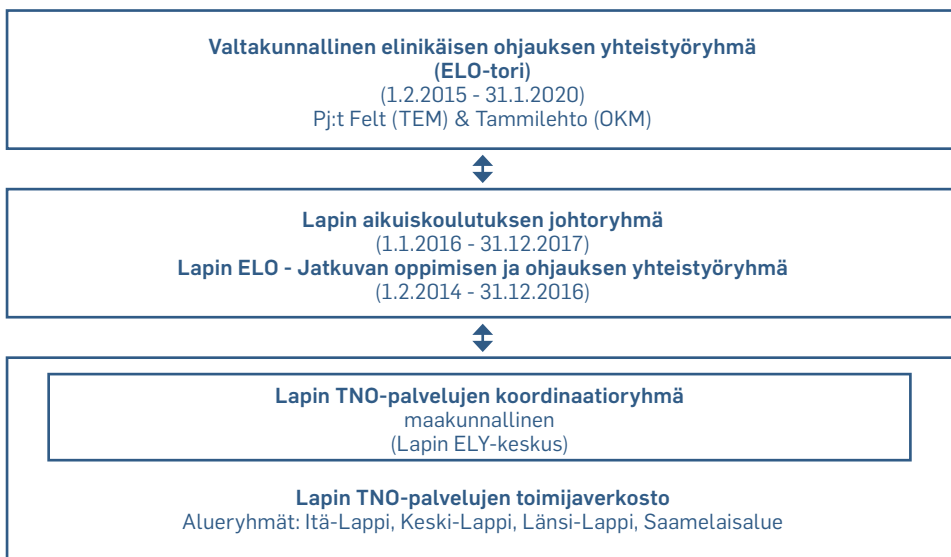 Valtakunnallinen elinikäisen ohjauksen yhteistyöryhmä
(ELO-tori)
(1.2.2015 - 31.1.2020)
Pj:t Felt (TEM) & Tammilehto (OKM)
Lapin aikuiskoulutuksen johtoryhmä
(1.1.2016 - 31.12.2017)
Lapin ELO - Jatkuvan oppimisen ja ohjauksen yhteistyöryhmä
(1.2.2014 - 31.12.2016)
Lapin TNO-palvelujen koordinaatioryhmä
maakunnallinen
(Lapin ELY-keskus)
Lapin TNO-palvelujen toimijaverkosto
Alueryhmät: Itä-Lappi, Keski-Lappi, Länsi-Lappi, Saamelaisalue